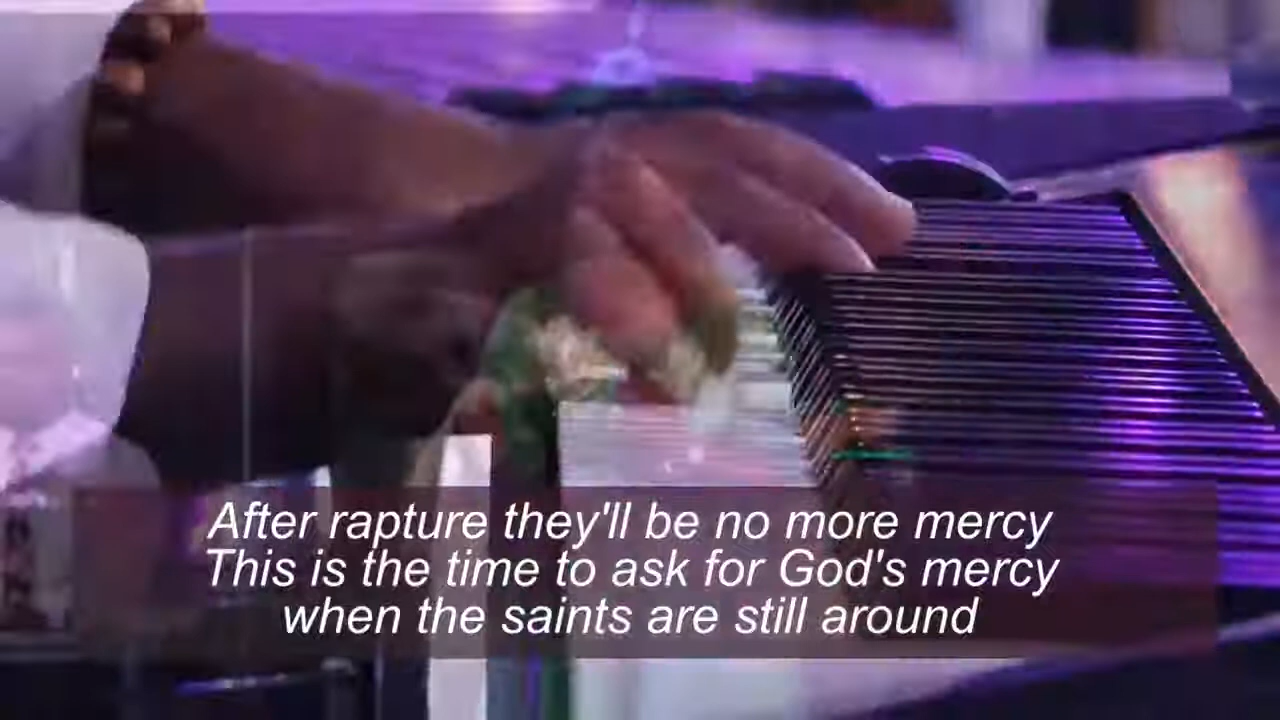 After rapture they'll be no more mercy
This is the time to ask for God's mercy
when the saints are still around